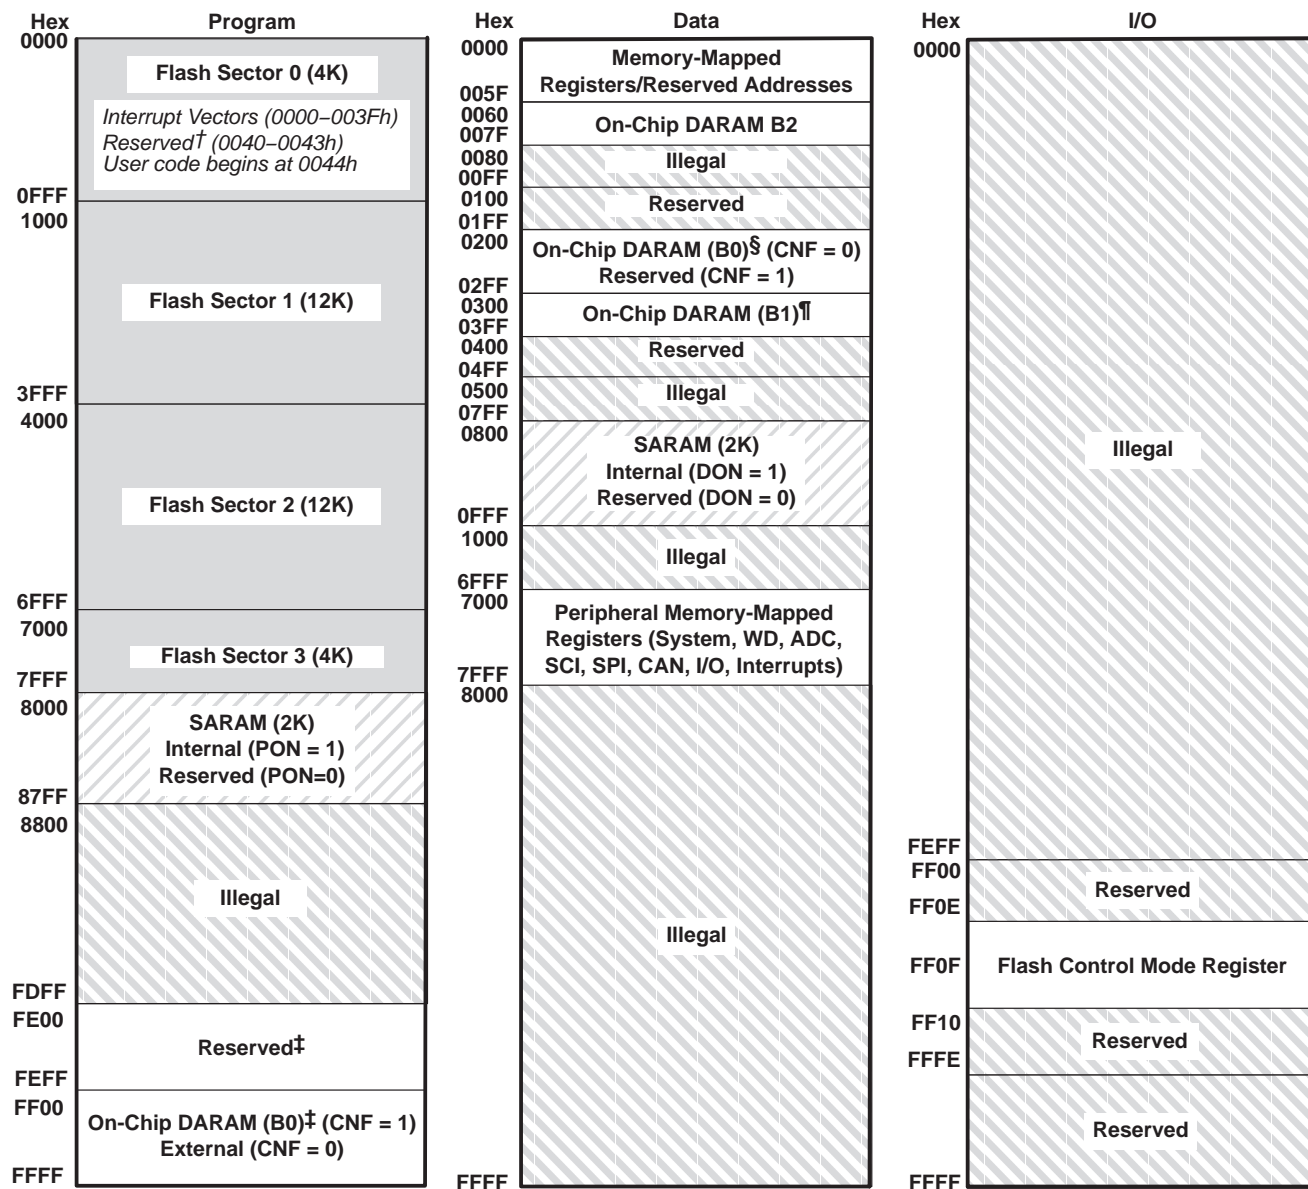 Hex Program
0000
Flash Sector 0 (4K)
Interrupt Vectors (0000–003Fh)
Reserved† (0040–0043h)
User code begins at 0044h
0FFF
1000
Flash Sector 1 (12K)
3FFF
4000
Flash Sector 2 (12K)
6FFF
7000
Flash Sector 3 (4K)
7FFF
8000
SARAM (2K)
Internal (PON = 1)
Reserved (PON=0)
87FF
8800
Illegal
FDFF
FE00
Reserved‡
FEFF
FF00
On-Chip DARAM (B0)‡ (CNF = 1)
External (CNF = 0)
FFFF
Hex Data
0000
Memory-Mapped
Registers/Reserved Addresses
005F
0060
On-Chip DARAM B2
007F
0080
Illegal
00FF
0100
Reserved
01FF
0200
On-Chip DARAM (B0)§ (CNF = 0)
Reserved (CNF = 1)
02FF
0300
On-Chip DARAM (B1)¶
03FF
0400
Reserved
04FF
0500
Illegal
07FF
0800
SARAM (2K)
Internal (DON = 1)
Reserved (DON = 0)
0FFF
1000
Illegal
6FFF
7000
Peripheral Memory-Mapped
Registers (System, WD, ADC,
SCI, SPI, CAN, I/O, Interrupts)
7FFF
8000
Illegal
FFFF
Hex I/O
0000
Illegal
FEFF
FF00
Reserved
FF0E
FF0F Flash Control Mode Register
FF10
Reserved
FFFE
Reserved
FFFF